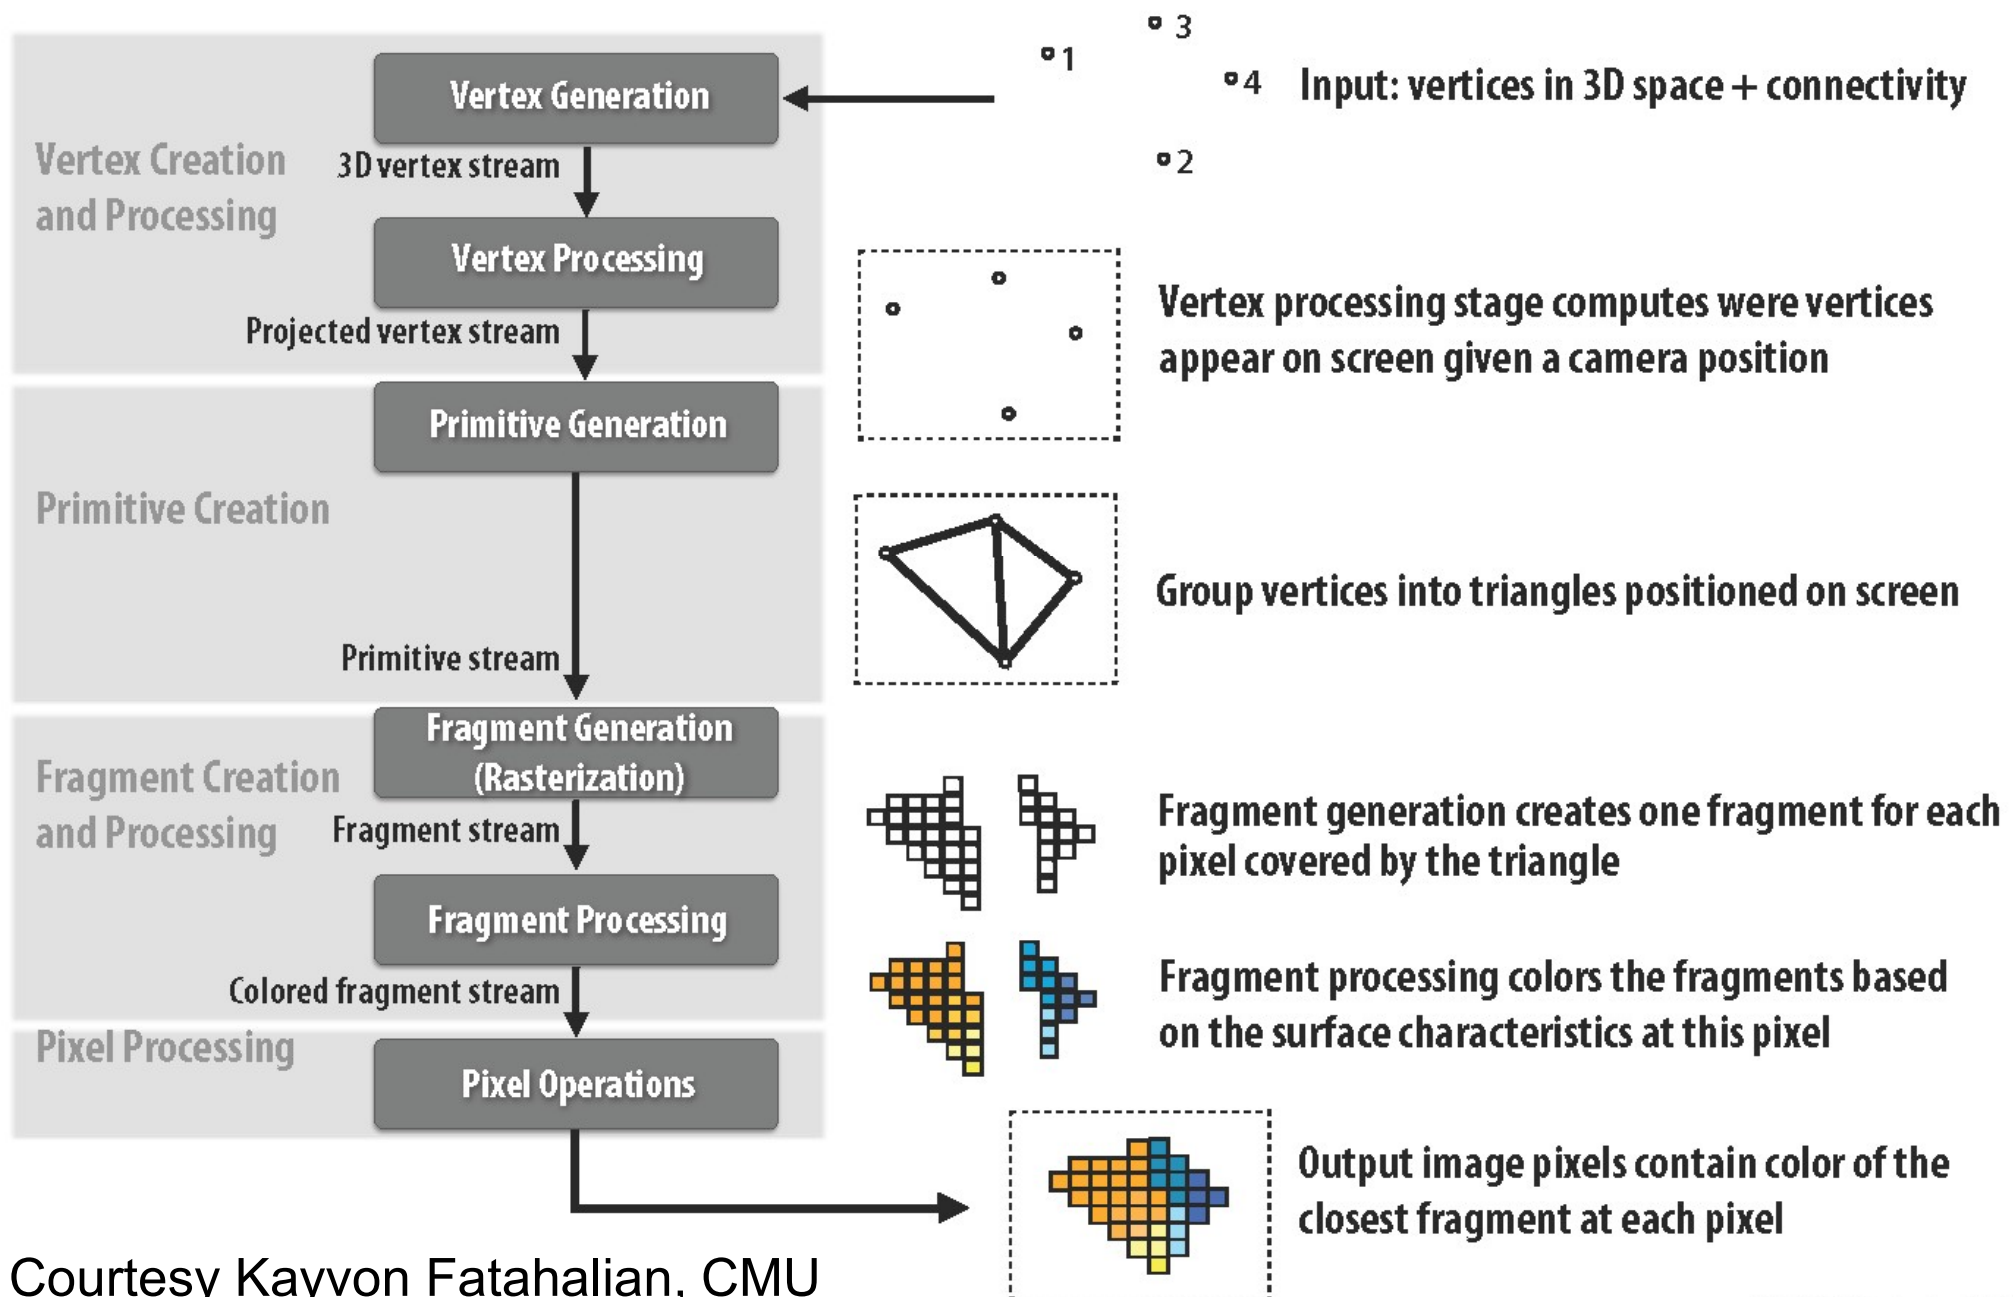 3
1
4
2
Input: vertices in 3D space + connectivity
Vertex Creation
and Processing
Vertex Generation
3D vertex stream
Vertex Processing
Projected vertex stream
Vertex processing stage computes were vertices
appear on screen given a camera position
Primitive Creation
Primitive Generation
Primitive stream
Group vertices into triangles positioned on screen
Fragment Creation
and Processing
Fragment Generation
(Rasterization)
Fragment stream
Fragment generation creates one fragment for each
pixel covered by the triangle
Fragment Processing
Colored fragment stream
Fragment processing colors the fragments based
on the surface characteristics at this pixel
Pixel Processing
Pixel Operations
Output image pixels contain color of the
closest fragment at each pixel
Courtesy Kayvon Fatahalian, CMU